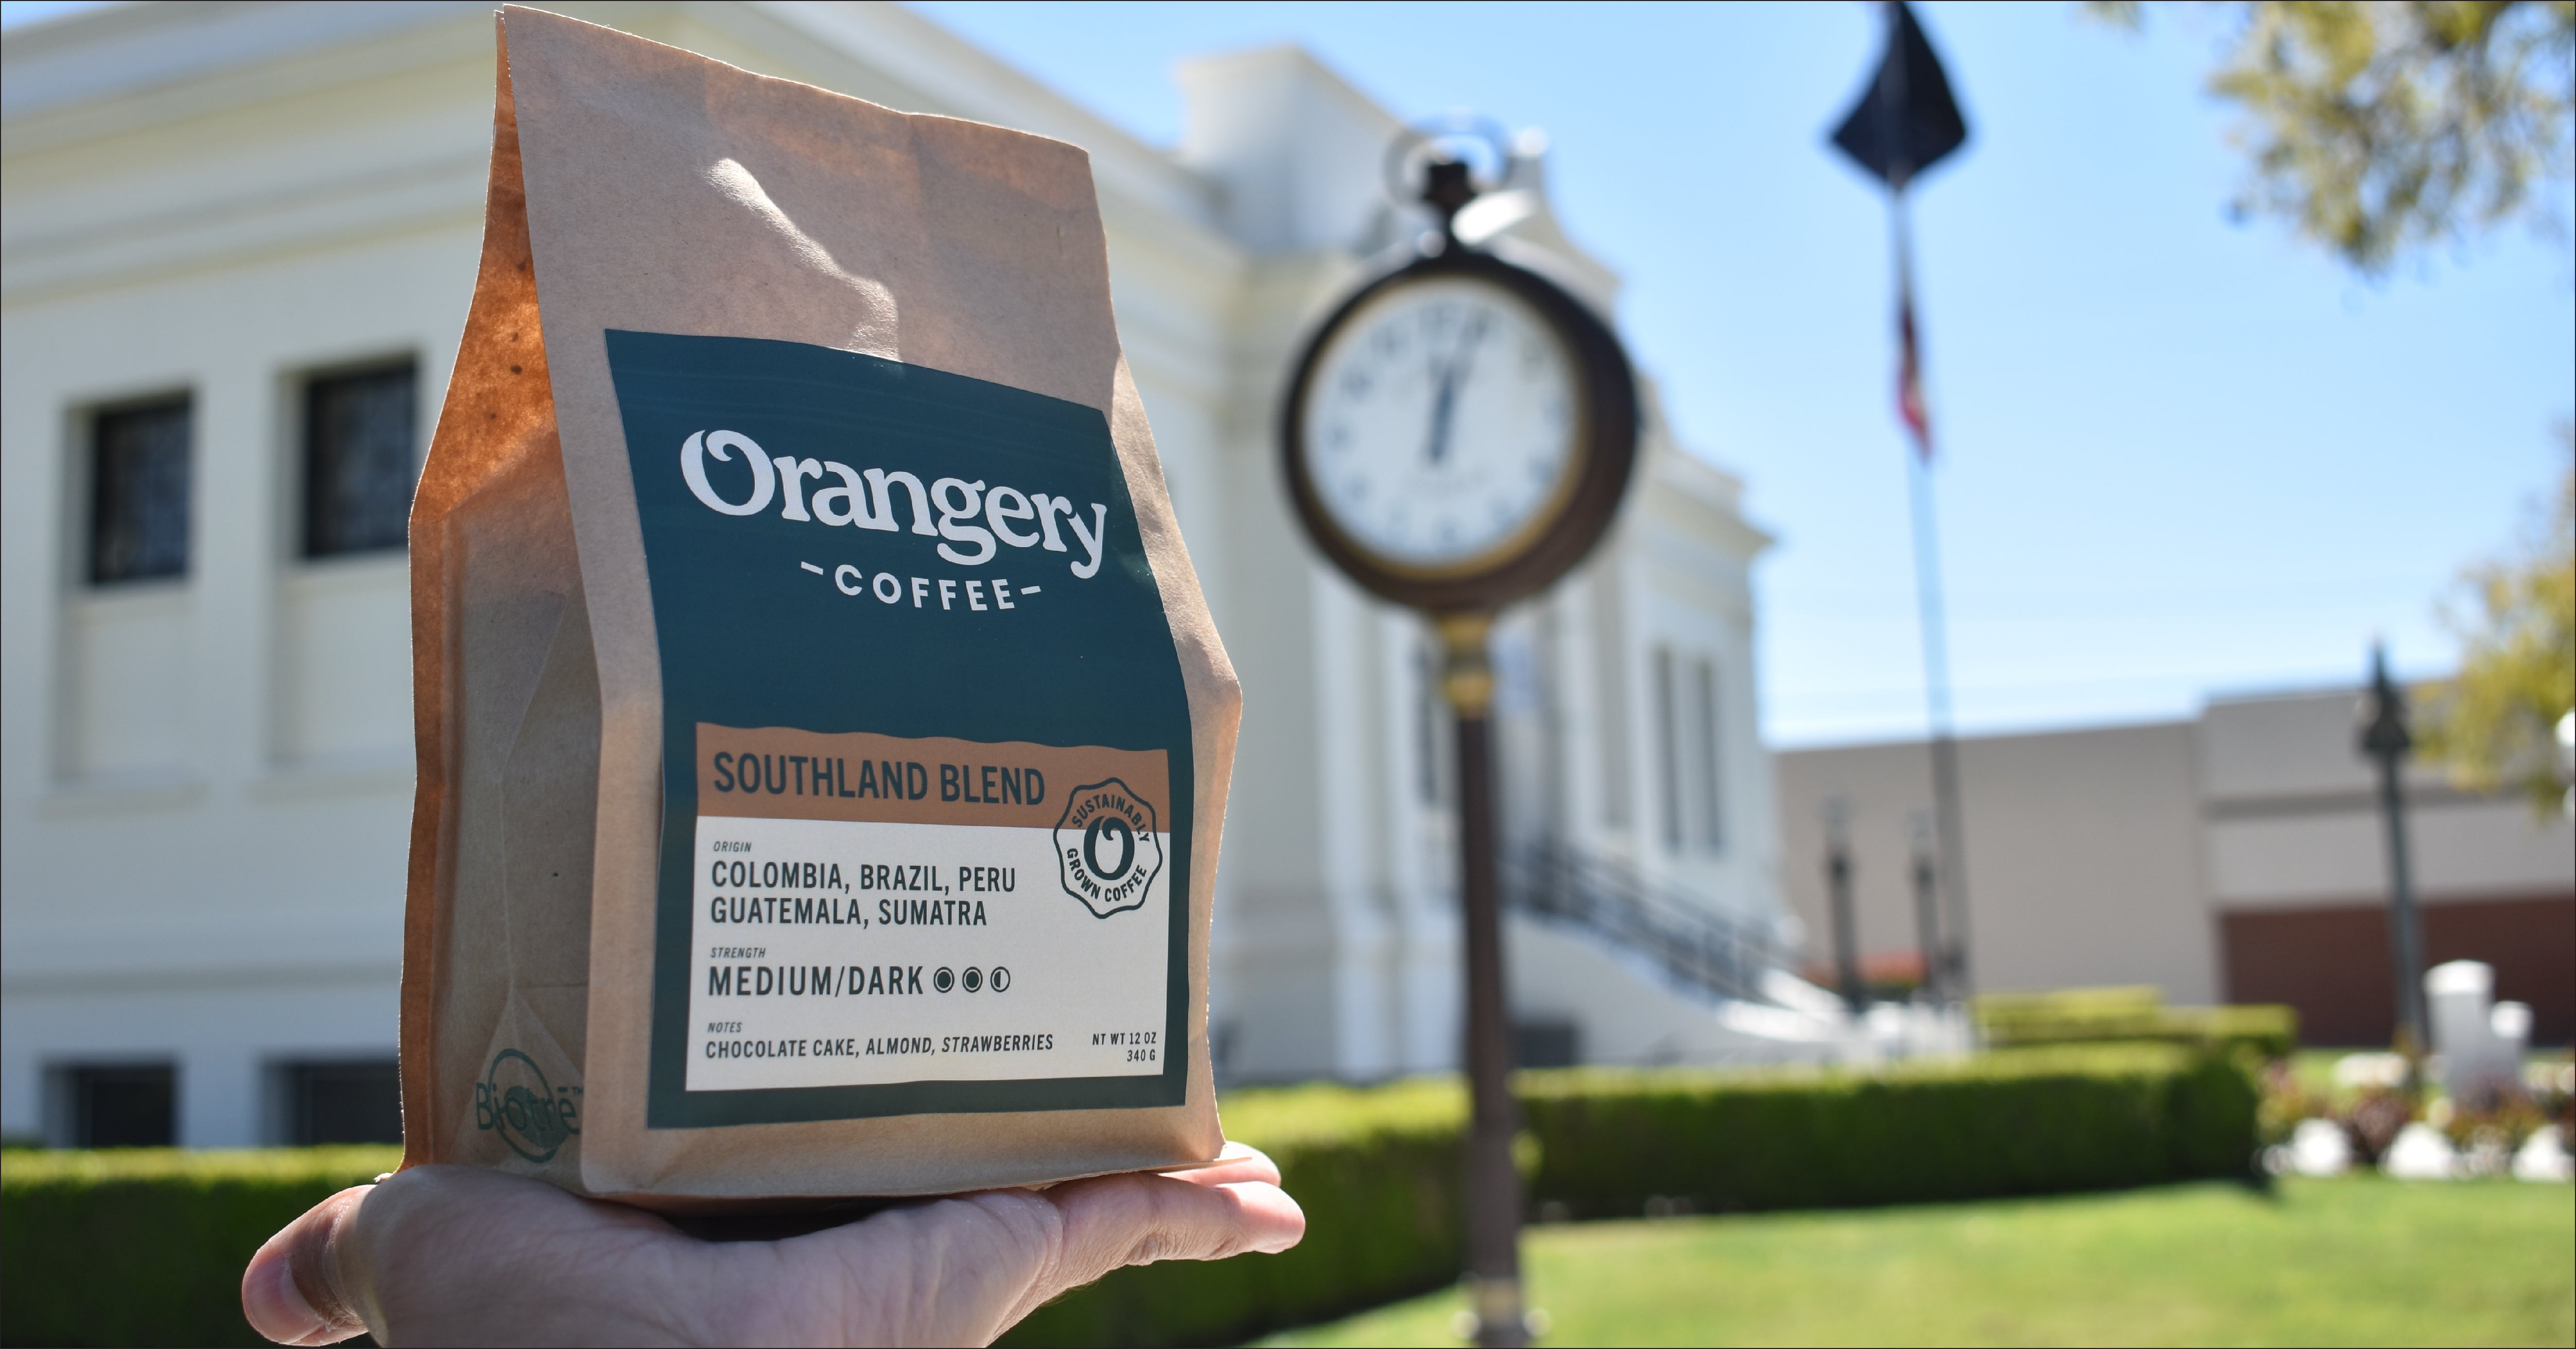 Orangery
-COFFEE-
SOUTHLAND BLEND
SUSTAINABLY
O
GROWN COFFEE
ORIGIN
COLOMBIA, BRAZIL, PERU
GUATEMALA, SUMATRA
STRENGTH
MEDIUM/DARK
NOTES
CHOCOLATE CAKE, ALMOND, STRAWBERRIES
NT WT 12 OZ
340 G
Biotrē™